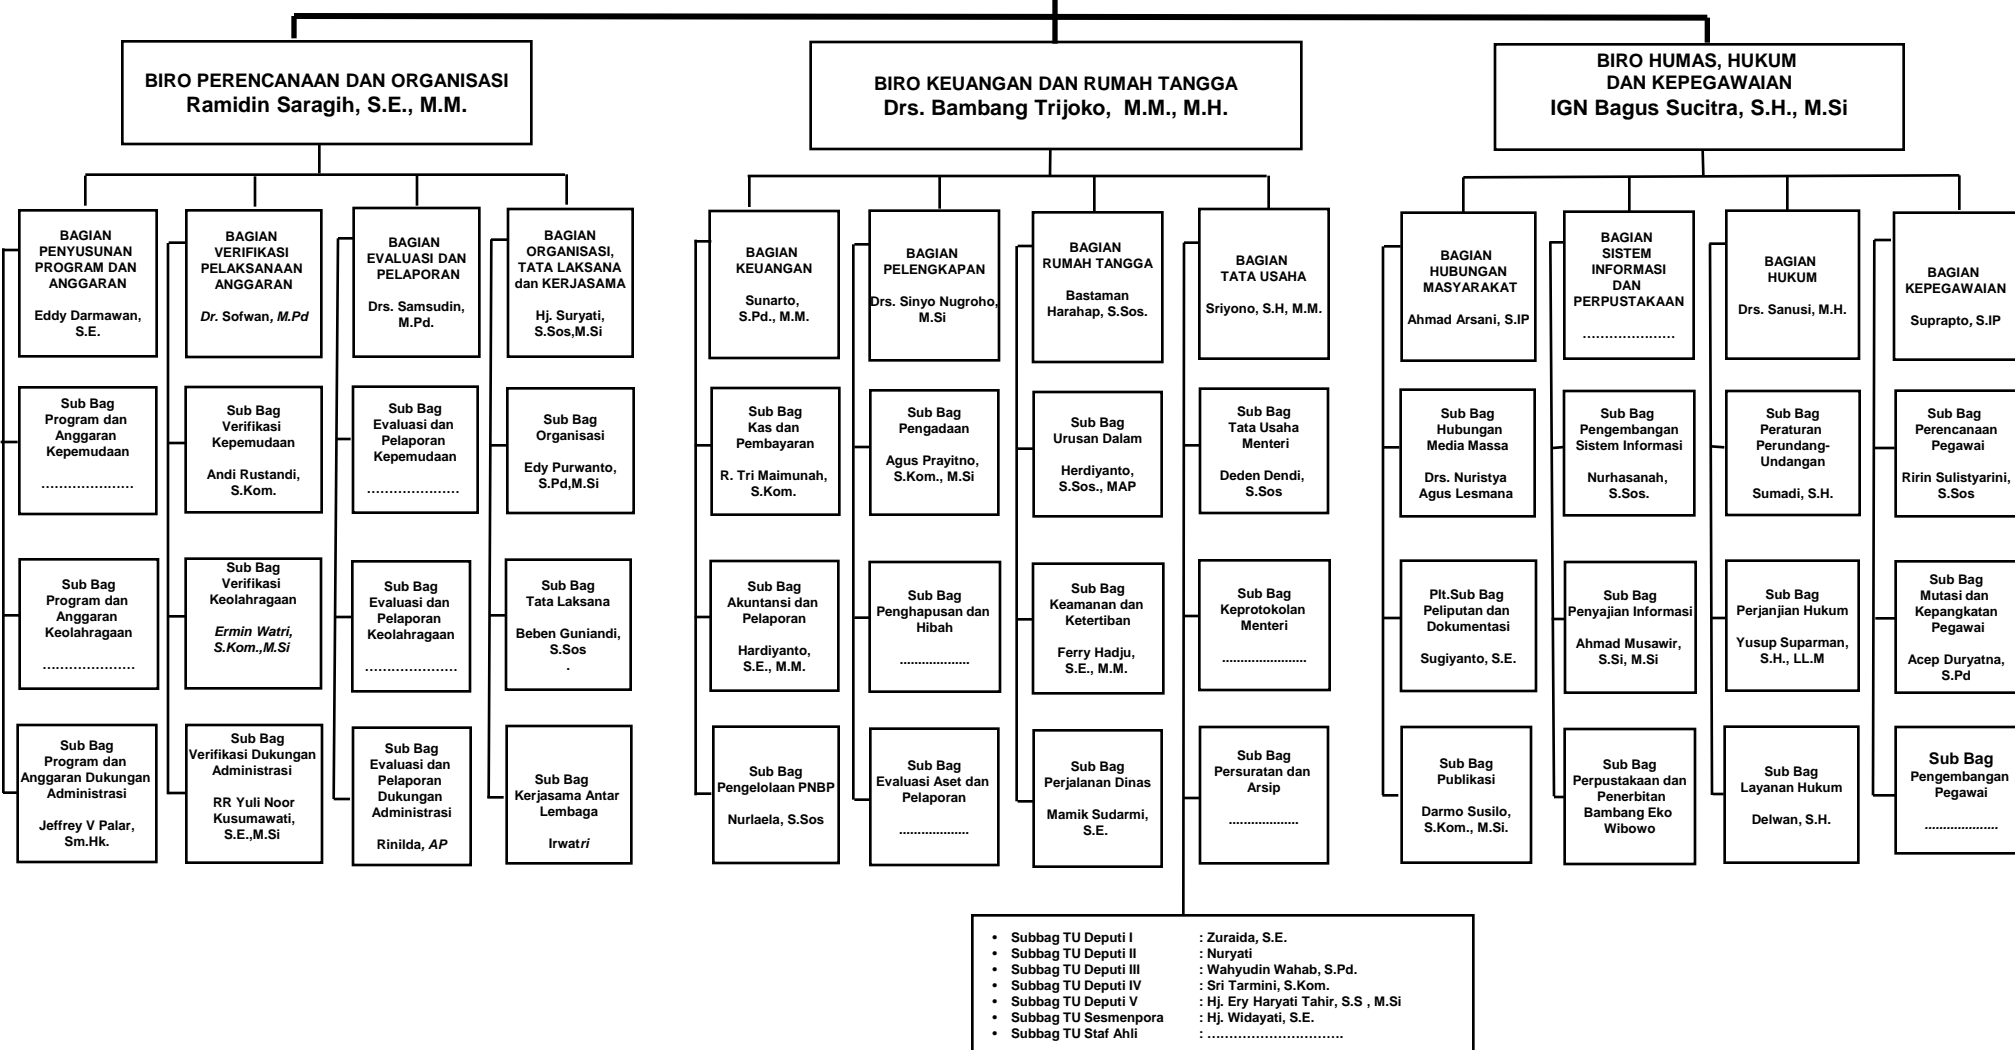 BIRO PERENCANAAN DAN ORGANISASI
Ramidin Saragih, S.E., M.M.
BIRO KEUANGAN DAN RUMAH TANGGA
Drs. Bambang Trijoko, M.M., M.H.
BIRO HUMAS, HUKUM
DAN KEPEGAWAIAN
IGN Bagus Sucitra, S.H., M.Si
BAGIAN
PENYUSUNAN
PROGRAM DAN
ANGGARAN
Eddy Darmawan,
S.E.
BAGIAN
VERIFIKASI
PELAKSANAAN
ANGGARAN
Dr. Sofwan, M.Pd
BAGIAN
EVALUASI DAN
PELAPORAN
Drs. Samsudin,
M.Pd.
BAGIAN
ORGANISASI,
TATA LAKSANA
dan KERJASAMA
Hj. Suryati,
S.Sos,M.Si
BAGIAN
KEUANGAN
Sunarto,
S.Pd., M.M.
BAGIAN
PELENGKAPAN
Drs. Sinyo Nugroho,
M.Si
BAGIAN
RUMAH TANGGA
Bastaman
Harahap, S.Sos.
BAGIAN
TATA USAHA
Sriyono, S.H, M.M.
BAGIAN
HUBUNGAN
MASYARAKAT
Ahmad Arsani, S.IP
BAGIAN
SISTEM
INFORMASI
DAN
PERPUSTAKAAN
.....................
BAGIAN
HUKUM
Drs. Sanusi, M.H.
BAGIAN
KEPEGAWAIAN
Suprapto, S.IP
Sub Bag
Program dan
Anggaran
Kepemudaan
.....................
Sub Bag
Verifikasi
Kepemudaan
Andi Rustandi,
S.Kom.
Sub Bag
Evaluasi dan
Pelaporan
Kepemudaan
.....................
Sub Bag
Organisasi
Edy Purwanto,
S.Pd,M.Si
Sub Bag
Kas dan
Pembayaran
R. Tri Maimunah,
S.Kom.
Sub Bag
Pengadaan
Agus Prayitno,
S.Kom., M.Si
Sub Bag
Urusan Dalam
Herdiyanto,
S.Sos., MAP
Sub Bag
Tata Usaha
Menteri
Deden Dendi,
S.Sos
Sub Bag
Hubungan
Media Massa
Drs. Nuristya
Agus Lesmana
Sub Bag
Pengembangan
Sistem Informasi
Nurhasanah,
S.Sos.
Sub Bag
Peraturan
Perundang-
Undangan
Sumadi, S.H.
Sub Bag
Perencanaan
Pegawai
Ririn Sulistyarini,
S.Sos
Sub Bag
Program dan
Anggaran
Keolahragaan
.....................
Sub Bag
Verifikasi
Keolahragaan
Ermin Watri,
S.Kom.,M.Si
Sub Bag
Evaluasi dan
Pelaporan
Keolahragaan
.....................
Sub Bag
Tata Laksana
Beben Guniandi,
S.Sos
.
Sub Bag
Akuntansi dan
Pelaporan
Hardiyanto,
S.E., M.M.
Sub Bag
Penghapusan dan
Hibah
...................
Sub Bag
Keamanan dan
Ketertiban
Ferry Hadju,
S.E., M.M.
Sub Bag
Keprotokolan
Menteri
.......................
Plt.Sub Bag
Peliputan dan
Dokumentasi
Sugiyanto, S.E.
Sub Bag
Penyajian Informasi
Ahmad Musawir,
S.Si, M.Si
Sub Bag
Perjanjian Hukum
Yusup Suparman,
S.H., LL.M
Sub Bag
Mutasi dan
Kepangkatan
Pegawai
Acep Duryatna,
S.Pd
Sub Bag
Program dan
Anggaran Dukungan
Administrasi
Jeffrey V Palar,
Sm.Hk.
Sub Bag
Verifikasi Dukungan
Administrasi
RR Yuli Noor
Kusumawati,
S.E.,M.Si
Sub Bag
Evaluasi dan
Pelaporan
Dukungan
Administrasi
Rinilda, AP
Sub Bag
Kerjasama Antar
Lembaga
Irwatri
Sub Bag
Pengelolaan PNBP
Nurlaela, S.Sos
Sub Bag
Evaluasi Aset dan
Pelaporan
...................
Sub Bag
Perjalanan Dinas
Mamik Sudarmi,
S.E.
Sub Bag
Persuratan dan
Arsip
...................
Sub Bag
Publikasi
Darmo Susilo,
S.Kom., M.Si.
Sub Bag
Perpustakaan dan
Penerbitan
Bambang Eko
Wibowo
Sub Bag
Layanan Hukum
Delwan, S.H.
Sub Bag
Pengembangan
Pegawai
....................
• Subbag TU Deputi I : Zuraida, S.E.
• Subbag TU Deputi II : Nuryati
• Subbag TU Deputi III : Wahyudin Wahab, S.Pd.
• Subbag TU Deputi IV : Sri Tarmini, S.Kom.
• Subbag TU Deputi V : Hj. Ery Haryati Tahir, S.S , M.Si
• Subbag TU Sesmenpora : Hj. Widayati, S.E.
• Subbag TU Staf Ahli : ...............................